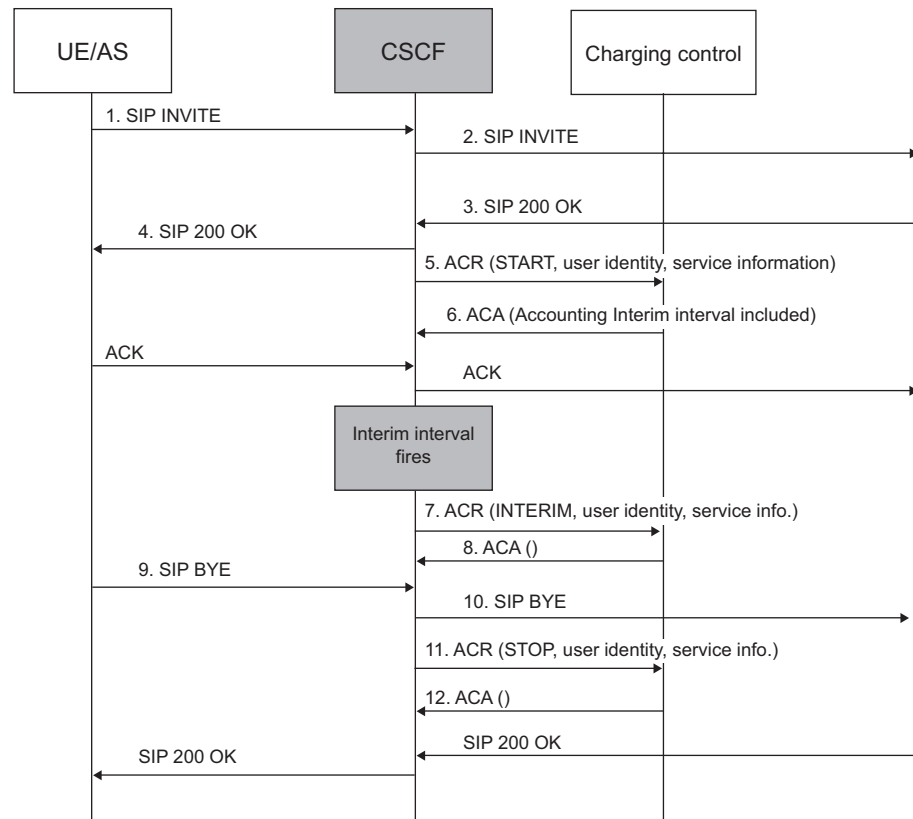 UE/AS
CSCF
Charging control
1. SIP INVITE
2. SIP INVITE
3. SIP 200 OK
4. SIP 200 OK
5. ACR (START, user identity, service information)
6. ACA (Accounting Interim interval included)
ACK
ACK
Interim interval
fires
7. ACR (INTERIM, user identity, service info.)
8. ACA ()
9. SIP BYE
10. SIP BYE
11. ACR (STOP, user identity, service info.)
12. ACA ()
SIP 200 OK
SIP 200 OK